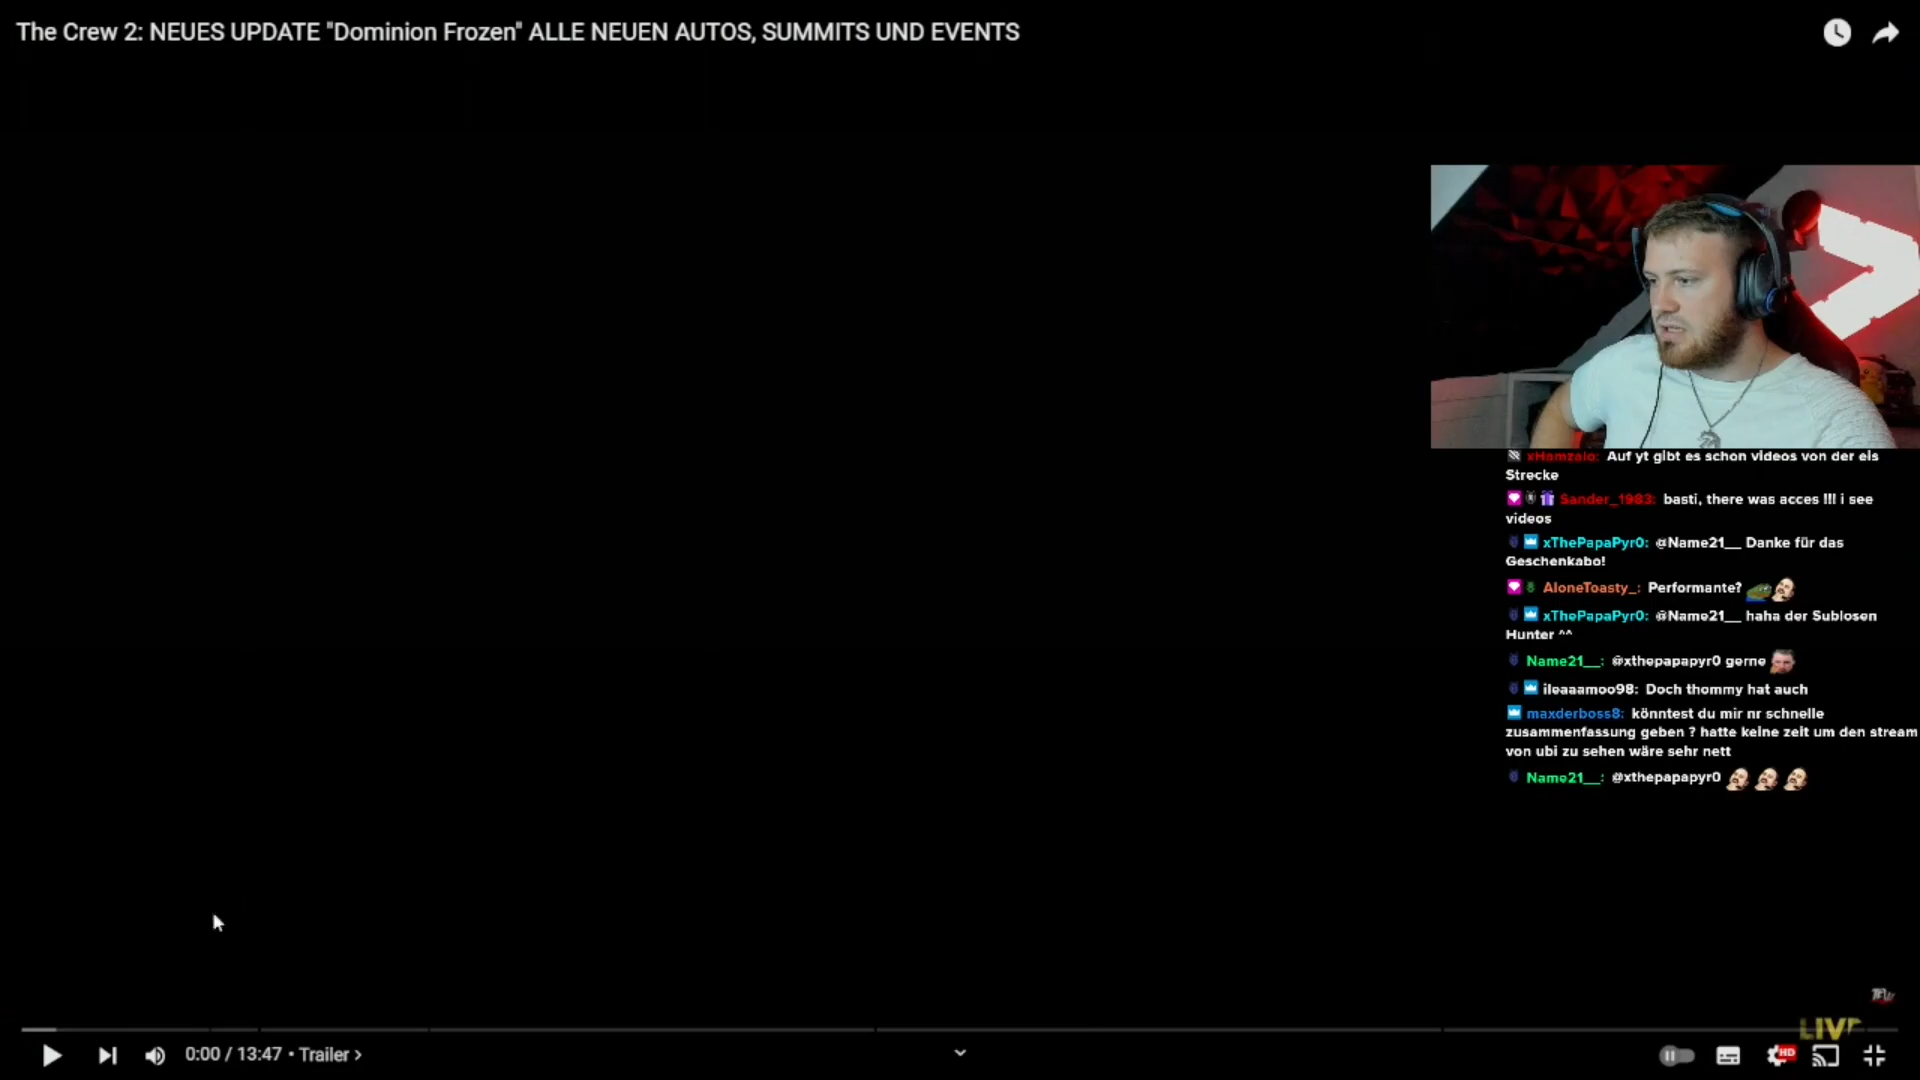 The Crew 2: NEUES UPDATE "Dominion Frozen" ALLE NEUEN AUTOS, SUMMITS UND EVENTS
xHamzalo: Auf yt gibt es schon videos von der eis
Strecke
Sander_1983: basti, there was acces !!! i see
videos
xThePapaPyr0: @Name21__ Danke für das
Geschenkabo!
AloneToasty_: Performante?
xThePapaPyr0: @Name21__ haha der Sublosen
Hunter ^^
Name21__: @xthepapapyr0 gerne
ileaaamoo98: Doch thommy hat auch
maxderboss8: könntest du mir nr schnelle
zusammenfassung geben ? hatte keine zeit um den stream
von ubi zu sehen wäre sehr nett
Name21__: @xthepapapyr0
LIVE
0:00 / 13:47 • Trailer
HD